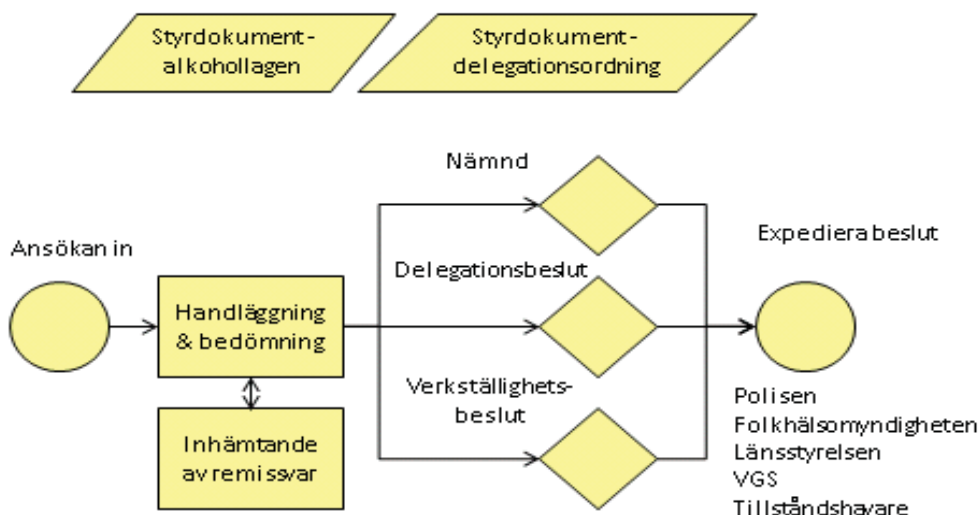 Styrdokument-
alkohollagen
Styrdokument-
delegationsordning
Nämnd
Ansökan in
Expediera beslut
Delegationsbeslut
Handläggning
& bedömning
Verkställighets-
beslut
Inhämtande
av remissvar
Polisen
Folkhälsomyndigheten
Länsstyrelsen
VGS
Tillståndshavare